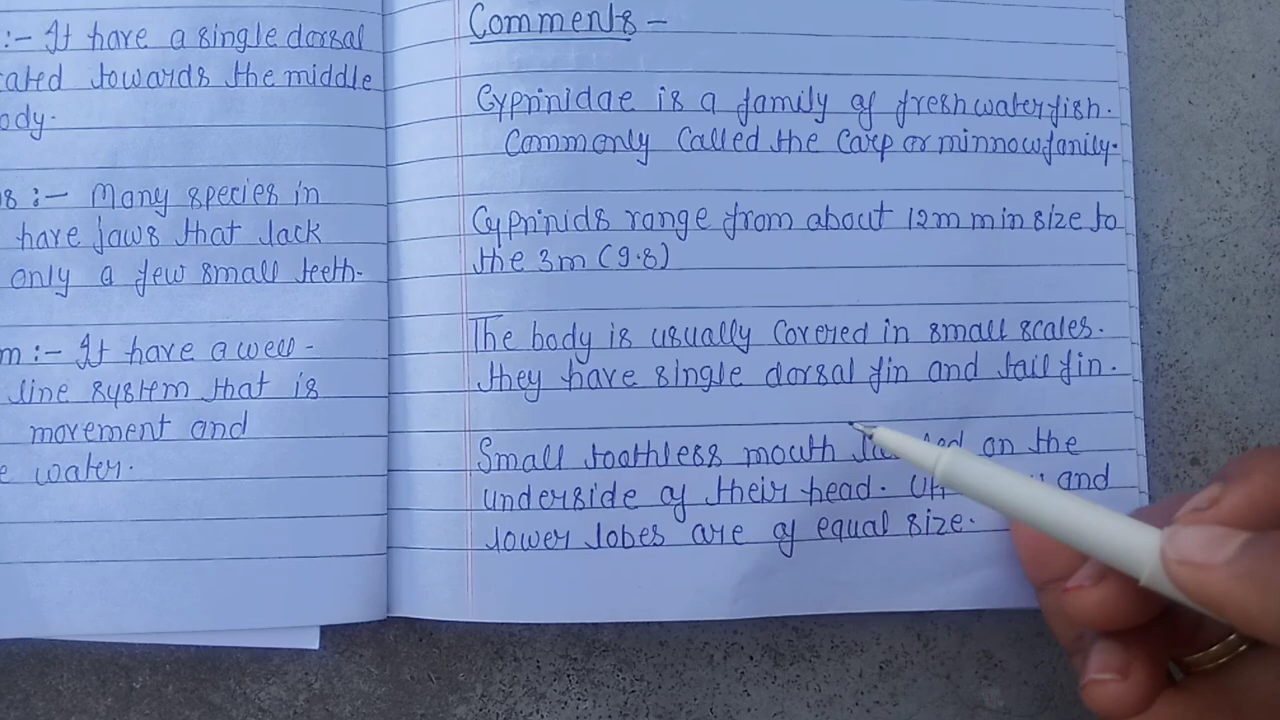 :- It have a single dorsal
ated towards the middle
ody.
s :- Many species in
have jaws that lack
only a few small teeth.
m :- It have a well-
line system that is
movement and
e water.
Comments -
Cyprinidae is a family of freshwater fish.
Commonly Called the Carp or minnow fanily.
Cyprinids range from about 12 mm in size to
the 3m (9.8)
The body is usually Covered in small scales.
they have single dorsal fin and tail fin.
Small toothless mouth on the
underside of their head. and
lower lobes are of equal size.